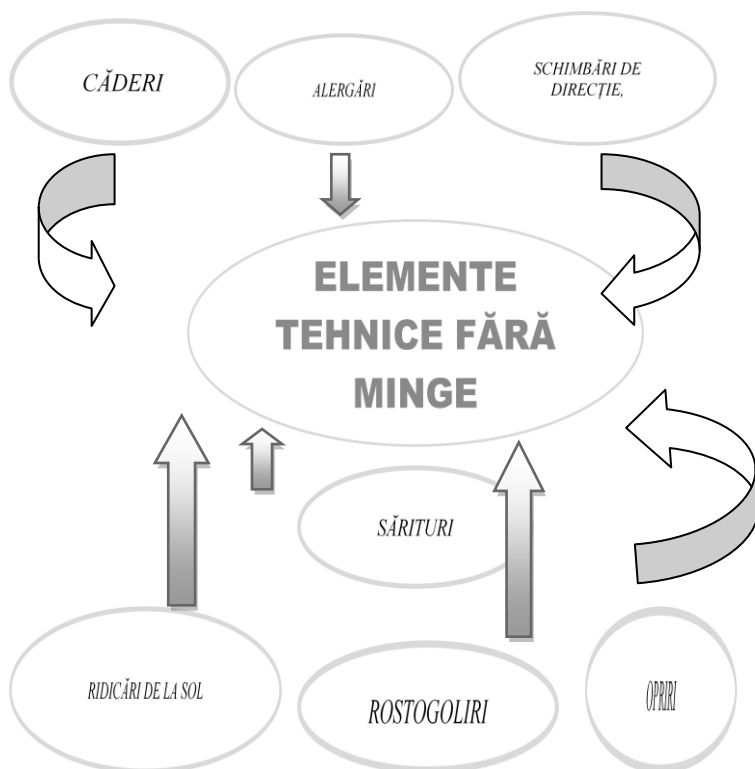 CĂDERI
ALERGĂRI
SCHIMBĂRI DE
DIRECȚIE,
ELEMENTE
TEHNICE FĂRĂ
MINGE
SĂRITURI
RIDICĂRI DE LA SOL
ROSTOGOLIRI
OPRIRI